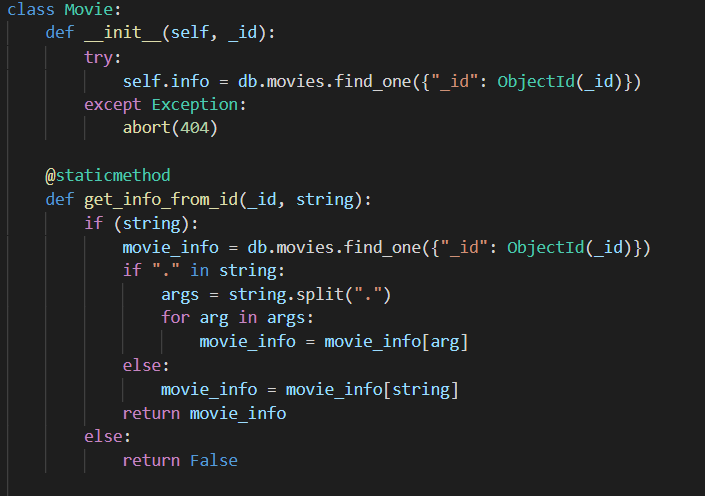 class Movie:
    def __init__(self, _id):
        try:
            self.info = db.movies.find_one({"_id": ObjectId(_id)})
        except Exception:
            abort(404)

    @staticmethod
    def get_info_from_id(_id, string):
        if (string):
            movie_info = db.movies.find_one({"_id": ObjectId(_id)})
            if "." in string:
                args = string.split(".")
                for arg in args:
                    movie_info = movie_info[arg]
            else:
                movie_info = movie_info[string]
            return movie_info
        else:
            return False